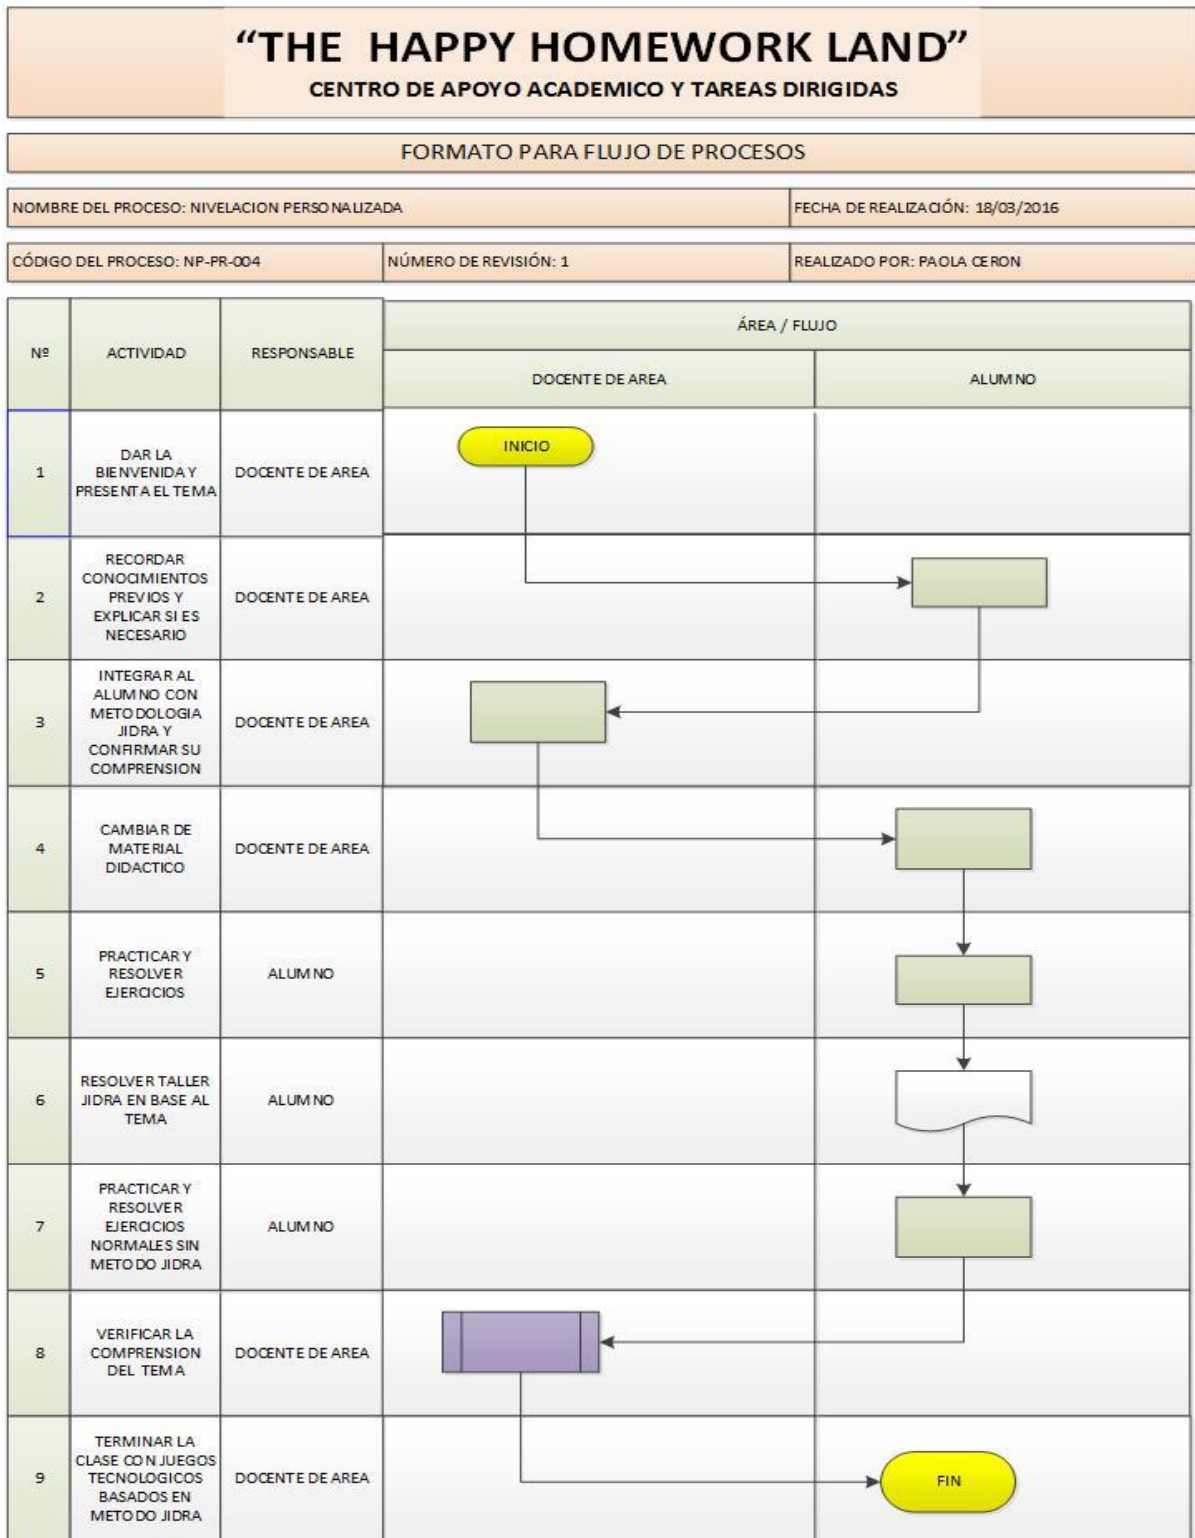 “THE HAPPY HOMEWORK LAND”
CENTRO DE APOYO ACADEMICO Y TAREAS DIRIGIDAS
FORMATO PARA FLUJO DE PROCESOS
NOMBRE DEL PROCESO: NIVELACION PERSONALIZADA
FECHA DE REALIZACIÓN: 18/03/2016
CÓDIGO DEL PROCESO: NP-PR-004
NÚMERO DE REVISIÓN: 1
REALIZADO POR: PAOLA CERON
Nº
ACTIVIDAD
RESPONSABLE
ÁREA / FLUJO
DOCENTE DE AREA
ALUMNO
1
DAR LA
BIENVENIDA Y
PRESENTA EL TEMA
DOCENTE DE AREA
INICIO
2
RECORDAR
CONOCIMIENTOS
PREVIOS Y
EXPLICAR SI ES
NECESARIO
DOCENTE DE AREA
3
INTEGRAR AL
ALUMNO CON
METODOLOGIA
JIDRA Y
CONFIRMAR SU
COMPRENSION
DOCENTE DE AREA
4
CAMBIAR DE
MATERIAL
DIDACTICO
DOCENTE DE AREA
5
PRACTICAR Y
RESOLVER
EJERCICIOS
ALUMNO
6
RESOLVER TALLER
JIDRA EN BASE AL
TEMA
ALUMNO
7
PRACTICAR Y
RESOLVER
EJERCICIOS
NORMALES SIN
METODO JIDRA
ALUMNO
8
VERIFICAR LA
COMPRENSION
DEL TEMA
DOCENTE DE AREA
9
TERMINAR LA
CLASE CON JUEGOS
TECNOLOGICOS
BASADOS EN
METODO JIDRA
DOCENTE DE AREA
FIN